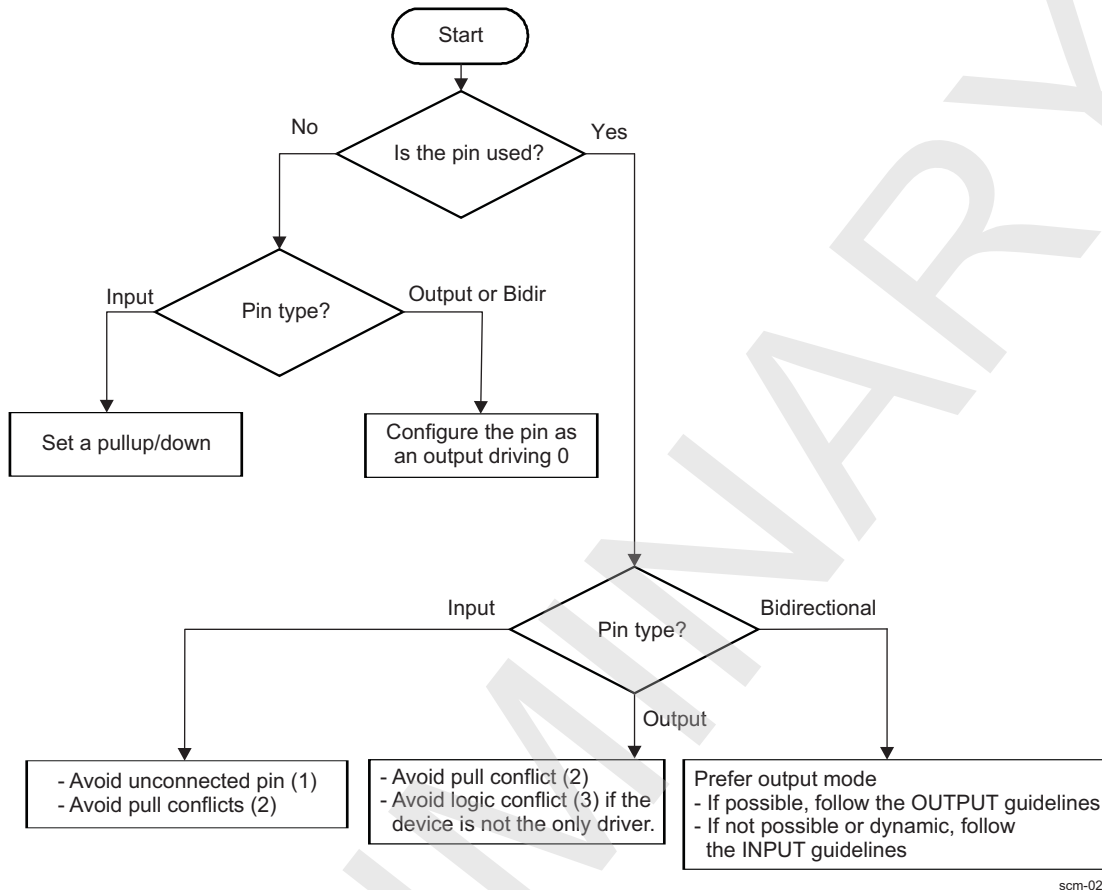 Start
No
Yes
Is the pin used?
Input
Pin type?
Output or Bidir
Set a pullup/down
Configure the pin as
an output driving 0
Input
Pin type?
Bidirectional
Output
- Avoid unconnected pin (1)
- Avoid pull conflicts (2)
- Avoid pull conflict (2)
- Avoid logic conflict (3) if the
device is not the only driver.
Prefer output mode
- If possible, follow the OUTPUT guidelines
- If not possible or dynamic, follow
the INPUT guidelines
scm-02